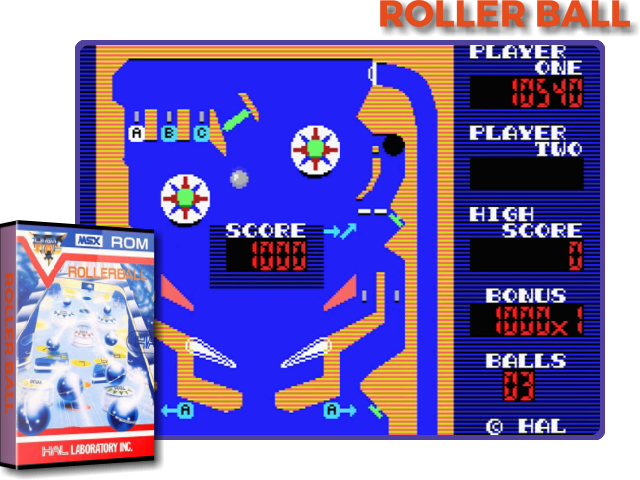 ROLLER BALL
PLAYER
ONE
10540
A B C
PLAYER
TWO
HIGH
SCORE
0
SCORE
1000
BONUS
1000x1
BALLS
03
A A
© HAL
MSX ROM
ROLLERBALL
ROLLER BALL
HAL LABORATORY INC.